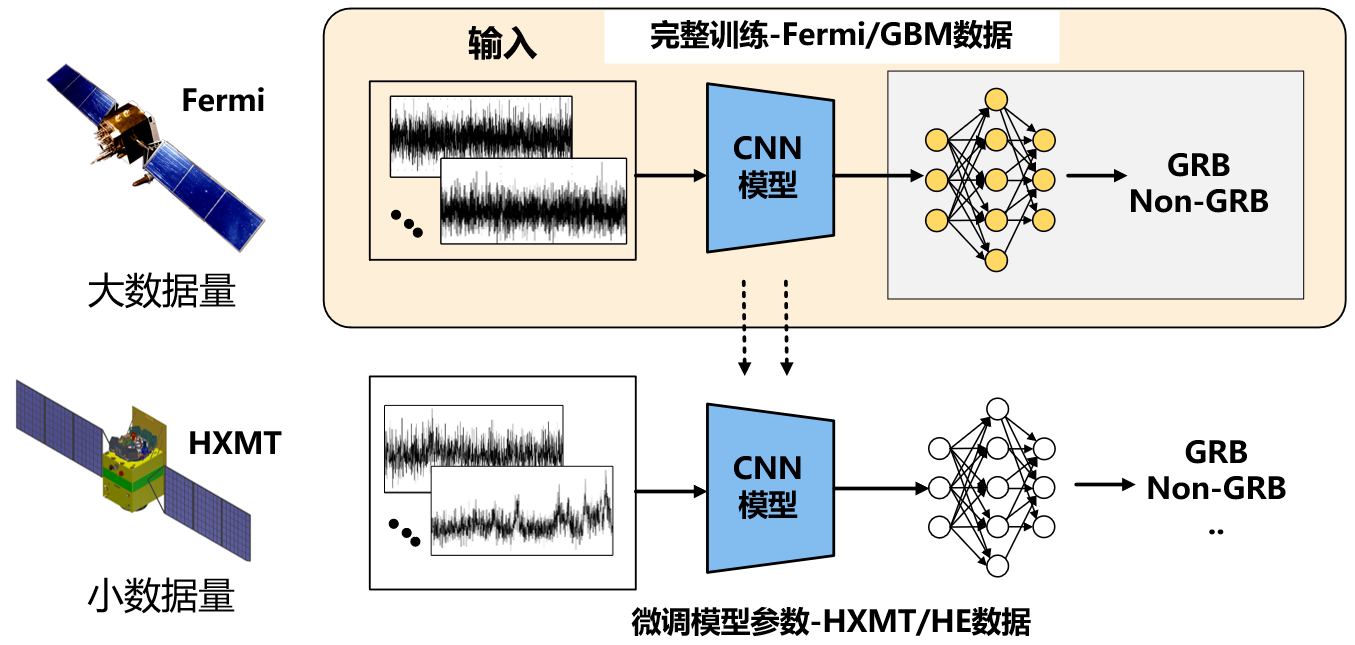 完整训练-Fermi/GBM数据
输入
Fermi
CNN
模型
GRB
Non-GRB
大数据量
HXMT
CNN
模型
GRB
Non-GRB
..
小数据量
微调模型参数-HXMT/HE数据